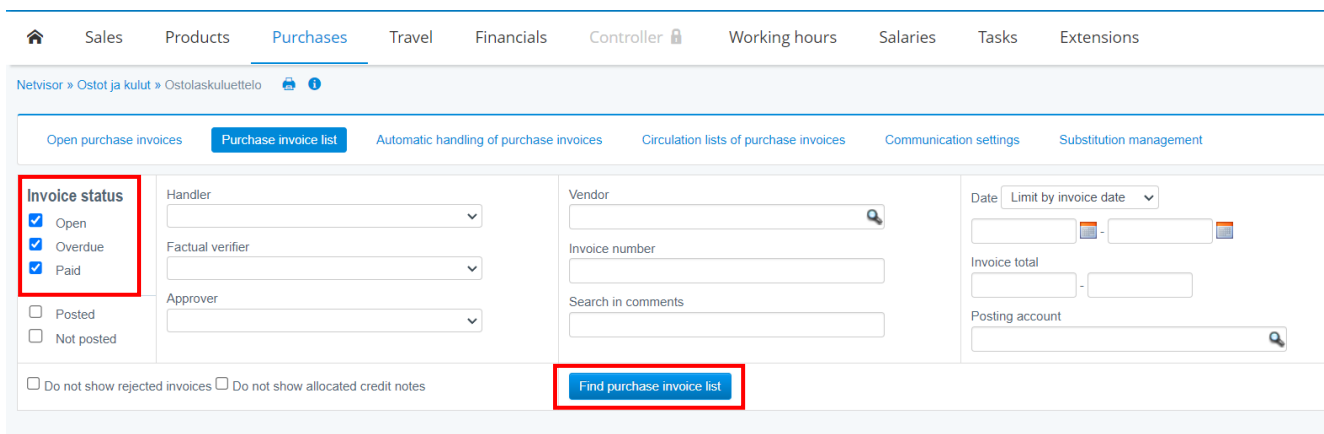 Sales Products Purchases Travel Financials Controller Working hours Salaries Tasks Extensions
Netvisor » Ostot ja kulut » Ostolaskuluettelo
Open purchase invoices Purchase invoice list Automatic handling of purchase invoices Circulation lists of purchase invoices Communication settings Substitution management
Invoice status
Open
Overdue
Paid
Posted
Not posted
Handler
Factual verifier
Approver
Vendor
Invoice number
Search in comments
Date Limit by invoice date
-
Invoice total
-
Posting account
Do not show rejected invoices Do not show allocated credit notes
Find purchase invoice list